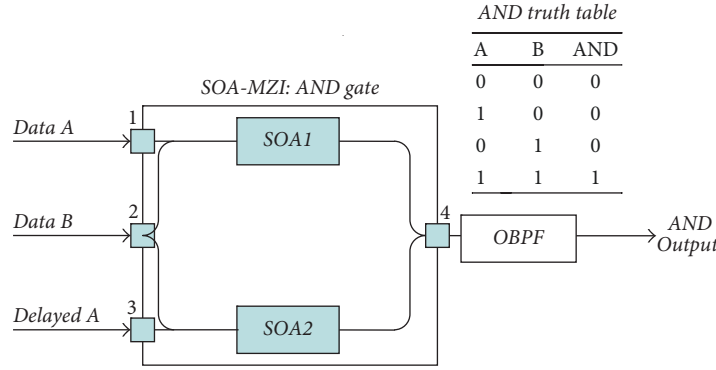 AND truth table
A B AND
0 0 0
1 0 0
0 1 0
1 1 1
SOA-MZI: AND gate
Data A
1
SOA1
Data B
2
4
OBPF
AND
Output
Delayed A
3
SOA2